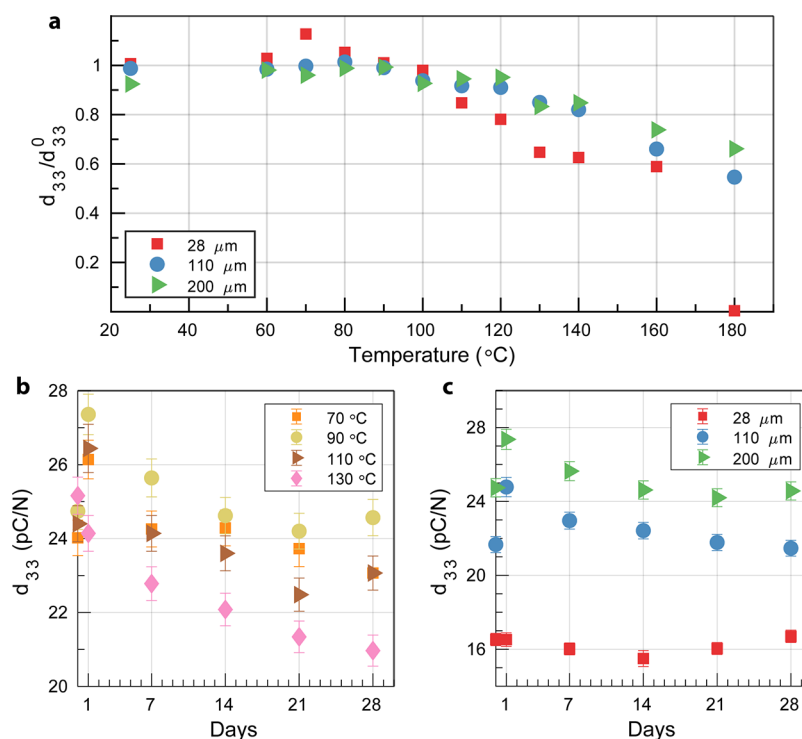 a
d33/d33^0
1
0.8
0.6
0.4
0.2
28 μm
110 μm
200 μm
20 40 60 80 100 120 140 160 180
Temperature (°C)
b
d33 (pC/N)
28
26
24
22
20
70 °C
90 °C
110 °C
130 °C
1 7 14 21 28
Days
c
d33 (pC/N)
28
24
20
16
28 μm
110 μm
200 μm
1 7 14 21 28
Days